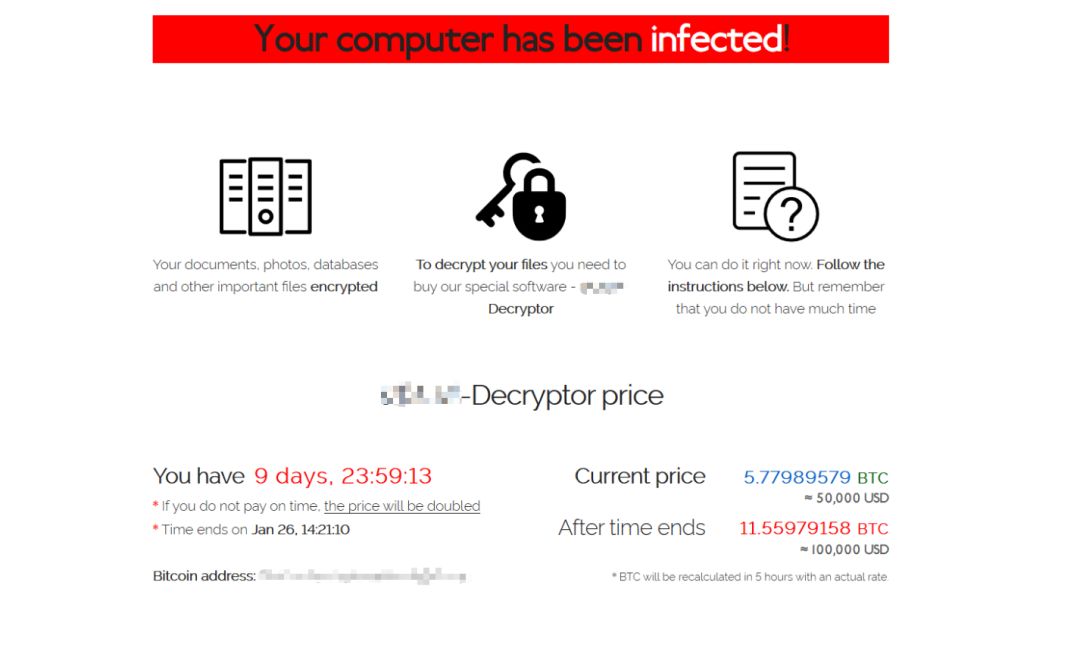 Your computer has been infected!
Your documents, photos, databases
and other important files encrypted
To decrypt your files you need to
buy our special software -
Decryptor
You can do it right now. Follow the
instructions below. But remember
that you do not have much time
-Decryptor price
You have 9 days, 23:59:13
* If you do not pay on time, the price will be doubled
* Time ends on Jan 26, 14:21:10
Bitcoin address:
Current price 5.77989579 BTC
≈ 50,000 USD
After time ends 11.55979158 BTC
≈ 100,000 USD
* BTC will be recalculated in 5 hours with an actual rate.